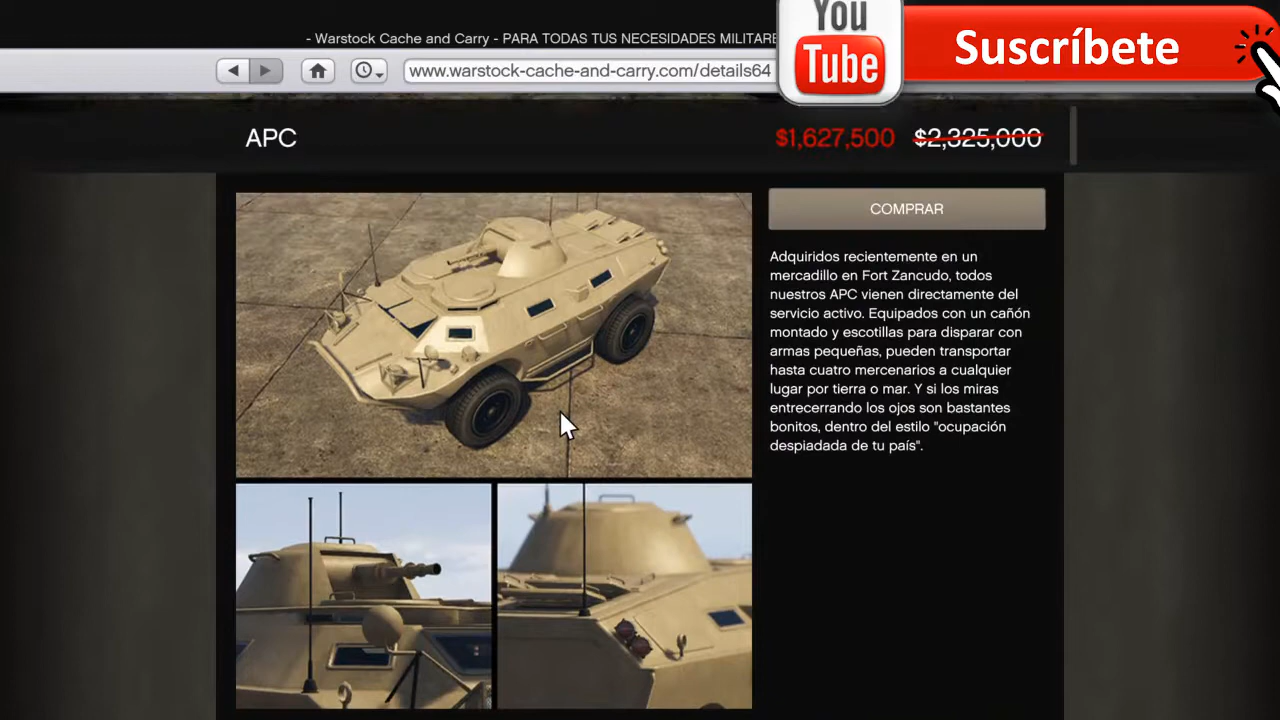 - Warstock Cache and Carry - PARA TODAS TUS NECESIDADES MILITARE
You
Tube
Suscríbete
www.warstock-cache-and-carry.com/details64
APC
$1,627,500 $2,325,000
COMPRAR
Adquiridos recientemente en un
mercadillo en Fort Zancudo, todos
nuestros APC vienen directamente del
servicio activo. Equipados con un cañón
montado y escotillas para disparar con
armas pequeñas, pueden transportar
hasta cuatro mercenarios a cualquier
lugar por tierra o mar. Y si los miras
entrecerrando los ojos son bastantes
bonitos, dentro del estilo "ocupación
despiadada de tu país".